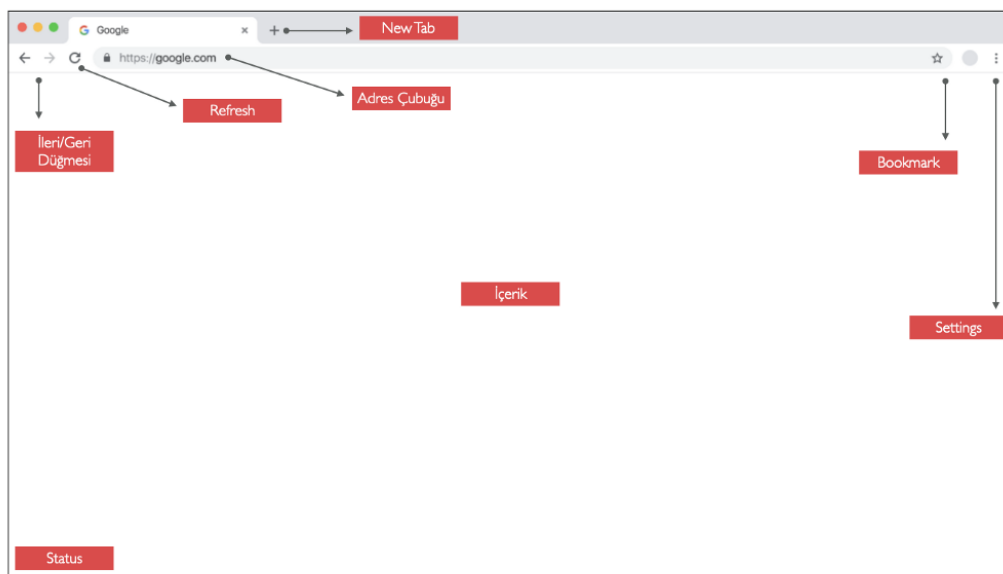 Google
New Tab
https://google.com
Adres Çubuğu
Refresh
İleri/Geri
Düğmesi
Bookmark
İçerik
Settings
Status